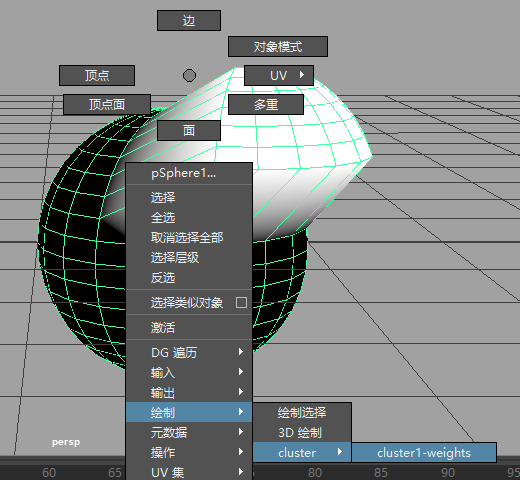 边
对象模式
顶点
UV
顶点面
多重
面
pSphere1...
选择
全选
取消选择全部
选择层级
反选
选择类似对象
激活
DG 遍历
输入
输出
绘制
绘制选择
元数据
3D 绘制
操作
cluster
cluster1-weights
UV 集
persp
60
65
80
85
90
95